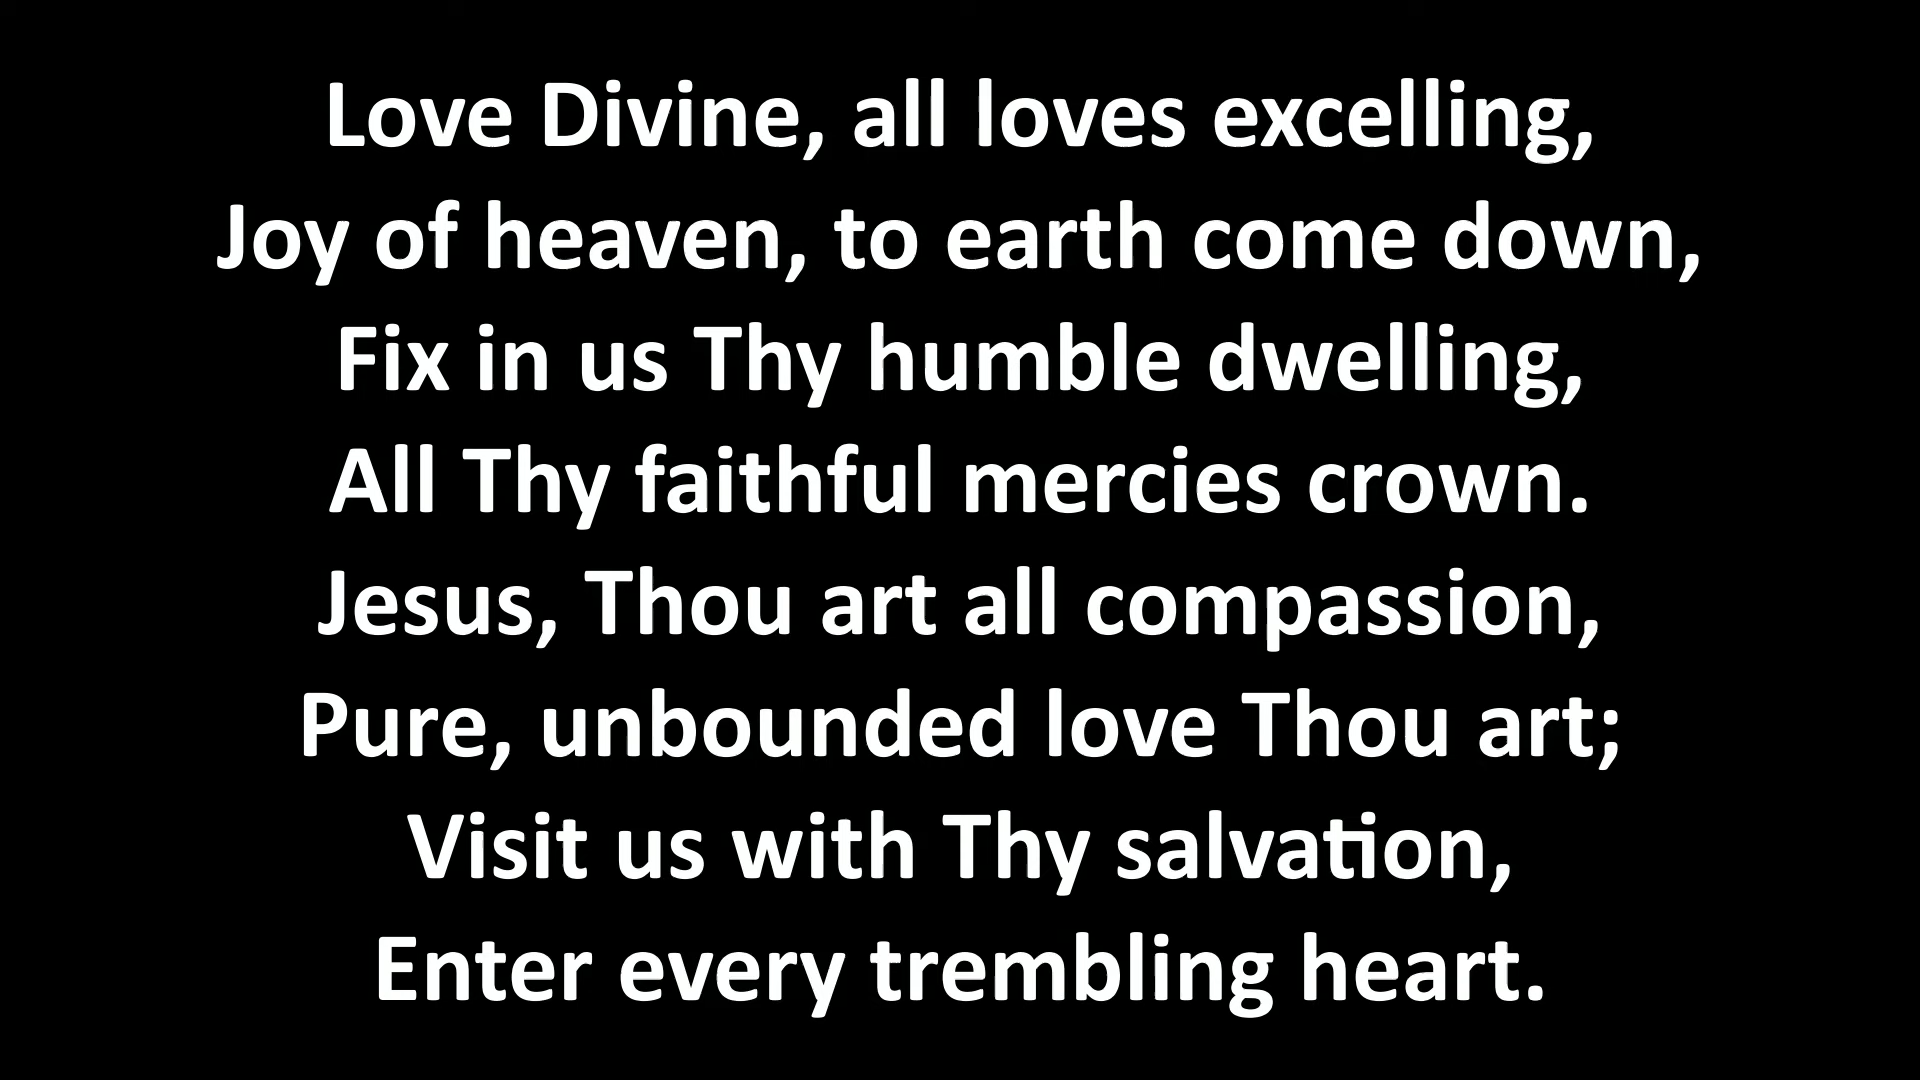 Love Divine, all loves excelling,
Joy of heaven, to earth come down,
Fix in us Thy humble dwelling,
All Thy faithful mercies crown.
Jesus, Thou art all compassion,
Pure, unbounded love Thou art;
Visit us with Thy salvation,
Enter every trembling heart.